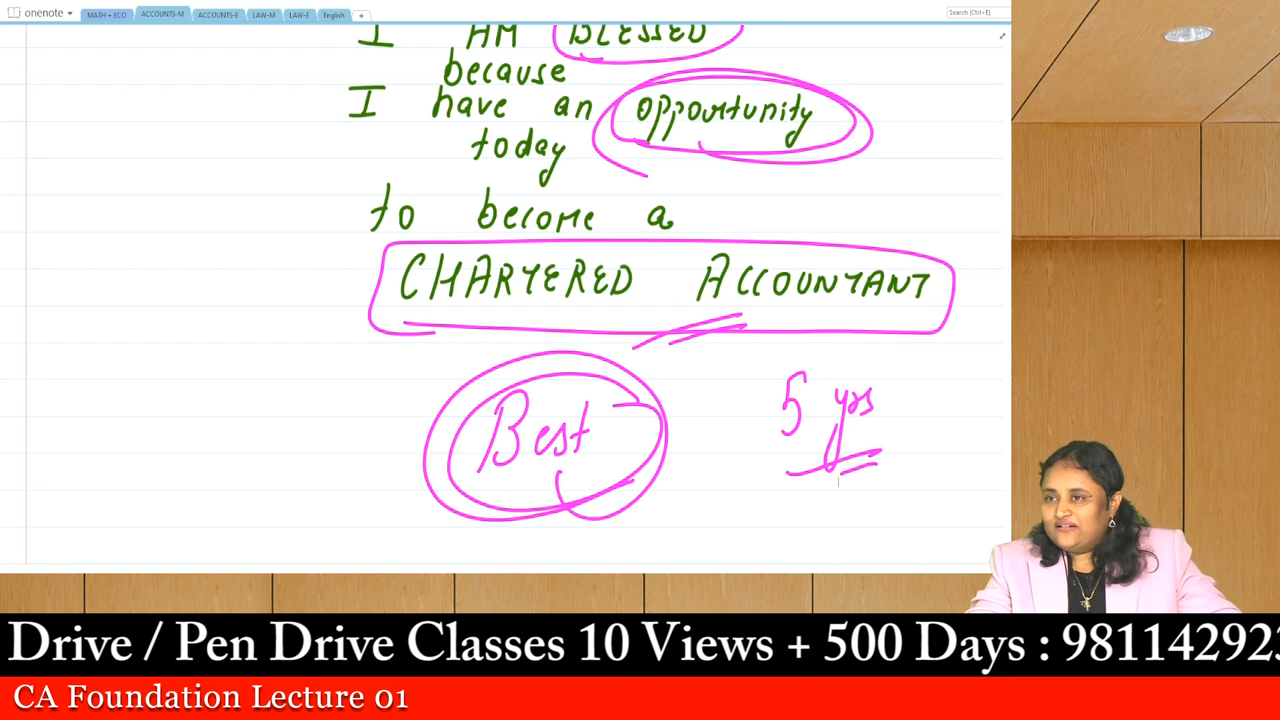 onenote
MATH + ECO
ACCOUNTS-M
ACCOUNTS-E
LAW-M
LAW-E
English
+
Search (Ctrl+E)
I AM BLESSED
because
I have an opportunity
today
to become a
CHARTERED ACCOUNTANT
Best
5 yrs
Drive / Pen Drive Classes 10 Views + 500 Days : 981142923
CA Foundation Lecture 01